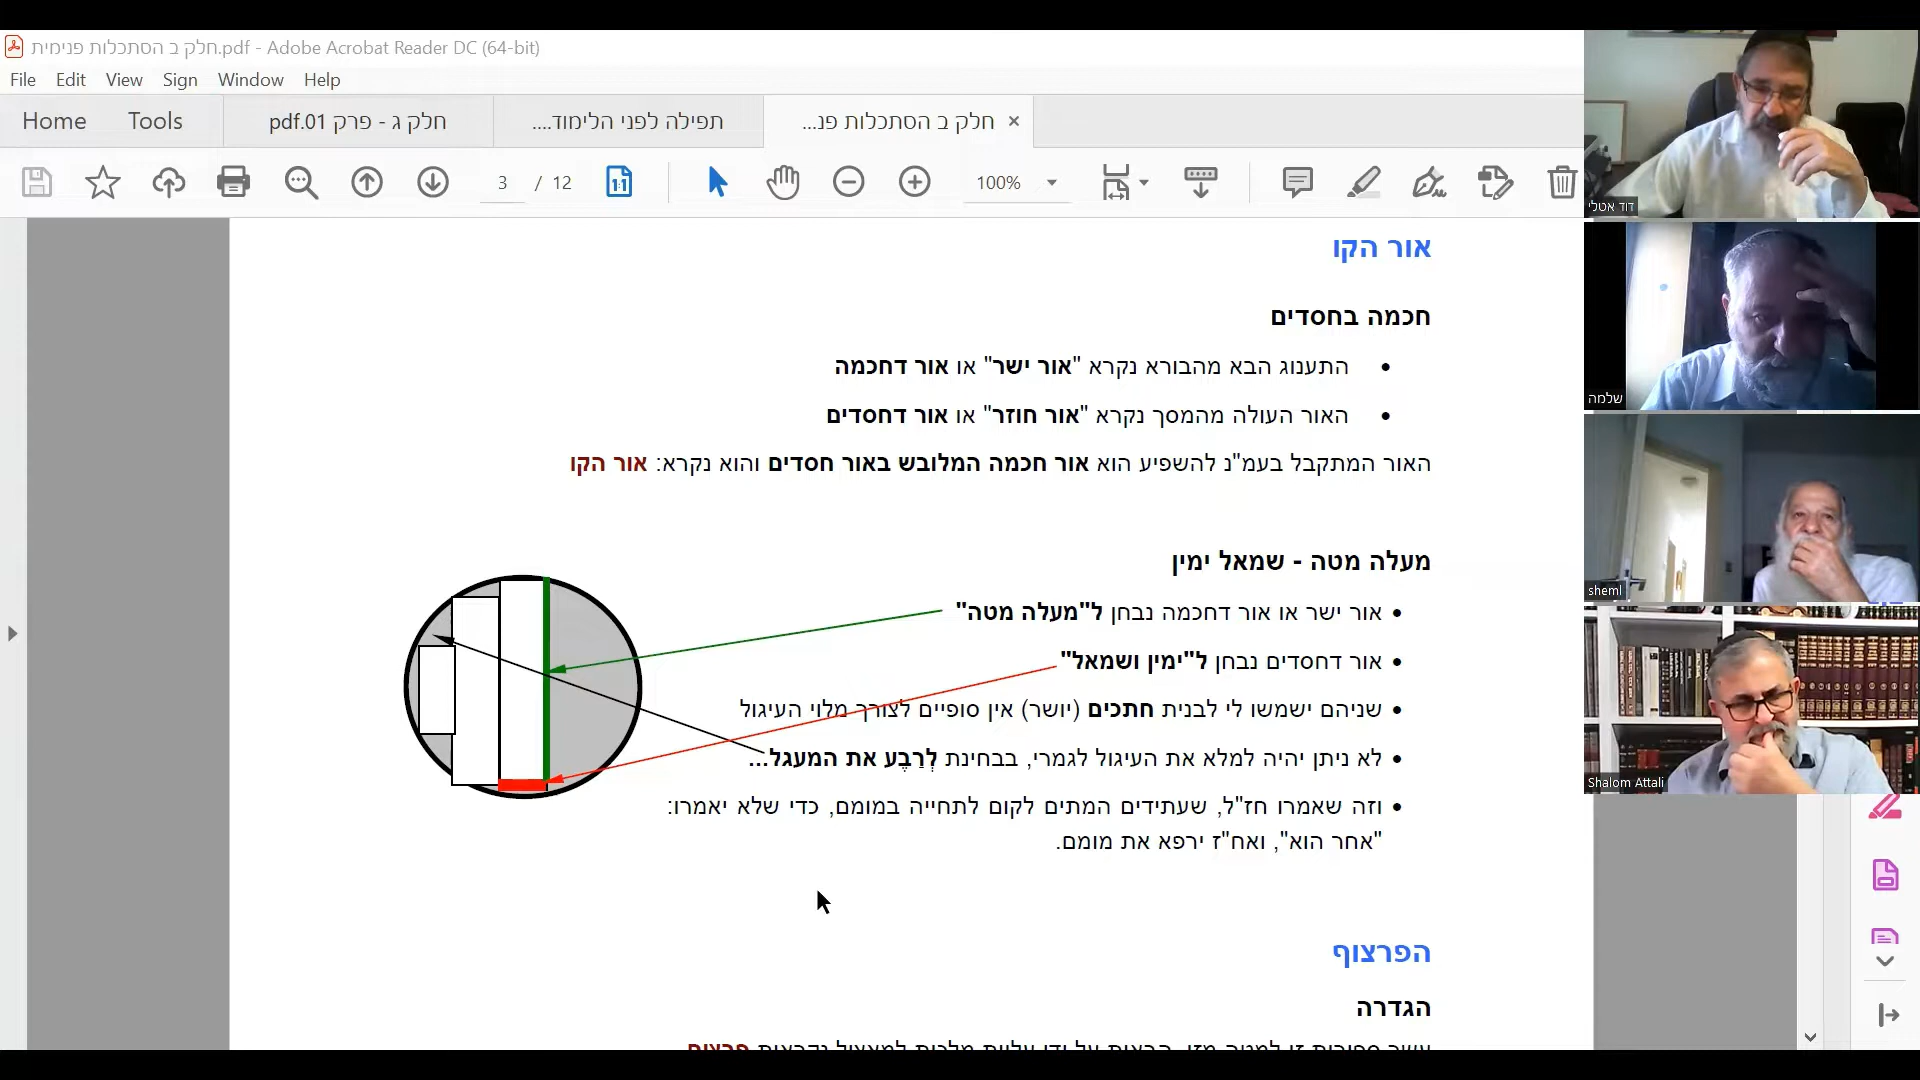 חלק ב הסתכלות פנימית.pdf - Adobe Acrobat Reader DC (64-bit)
File Edit View Sign Window Help
Home Tools חלק ג - פרק 01.pdf תפילה לפני הלימוד.... חלק ב הסתכלות פנ... ×
3 / 12 1:1 100%
אור הקו
חכמה בחסדים
• התענוג הבא מהבורא נקרא "אור ישר" או אור דחכמה
• האור העולה מהמסך נקרא "אור חוזר" או אור דחסדים
האור המתקבל בעמ"נ להשפיע הוא אור חכמה המלובש באור חסדים והוא נקרא: אור הקו
מעלה מטה - שמאל ימין
• אור ישר או אור דחכמה נבחן ל"מעלה מטה"
• אור דחסדים נבחן ל"ימין ושמאל"
• שניהם ישמשו לי לבנית חתכים (יושר) אין סופיים לצורך מלוי העיגול
• לא ניתן יהיה למלא את העיגול לגמרי, בבחינת לְרַבֶּע את המעגל...
• וזה שאמרו חז"ל, שעתידים המתים לקום לתחייה במומם, כדי שלא יאמרו:
"אחר הוא", ואח"ז ירפא את מומם.
הפרצוף
הגדרה
דוד אטלי
שלמה
sheml
Shalom Attali